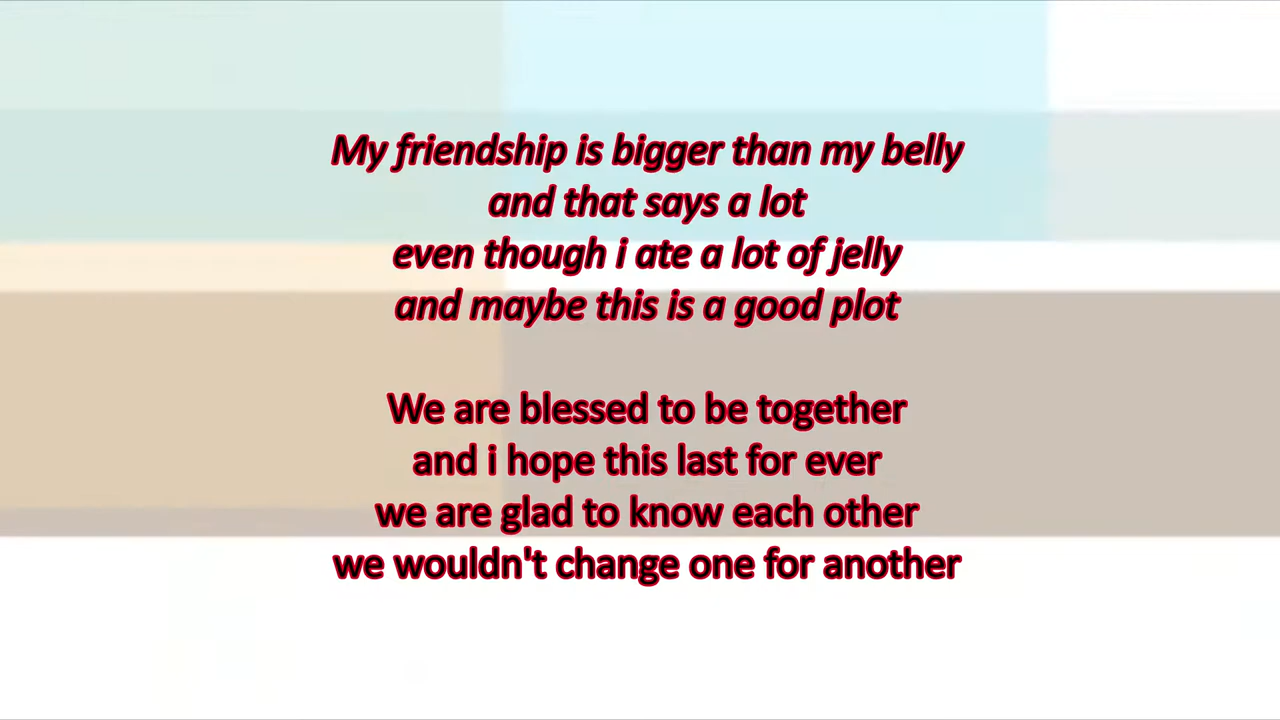 My friendship is bigger than my belly
and that says a lot
even though i ate a lot of jelly
and maybe this is a good plot
We are blessed to be together
and i hope this last for ever
we are glad to know each other
we wouldn't change one for another